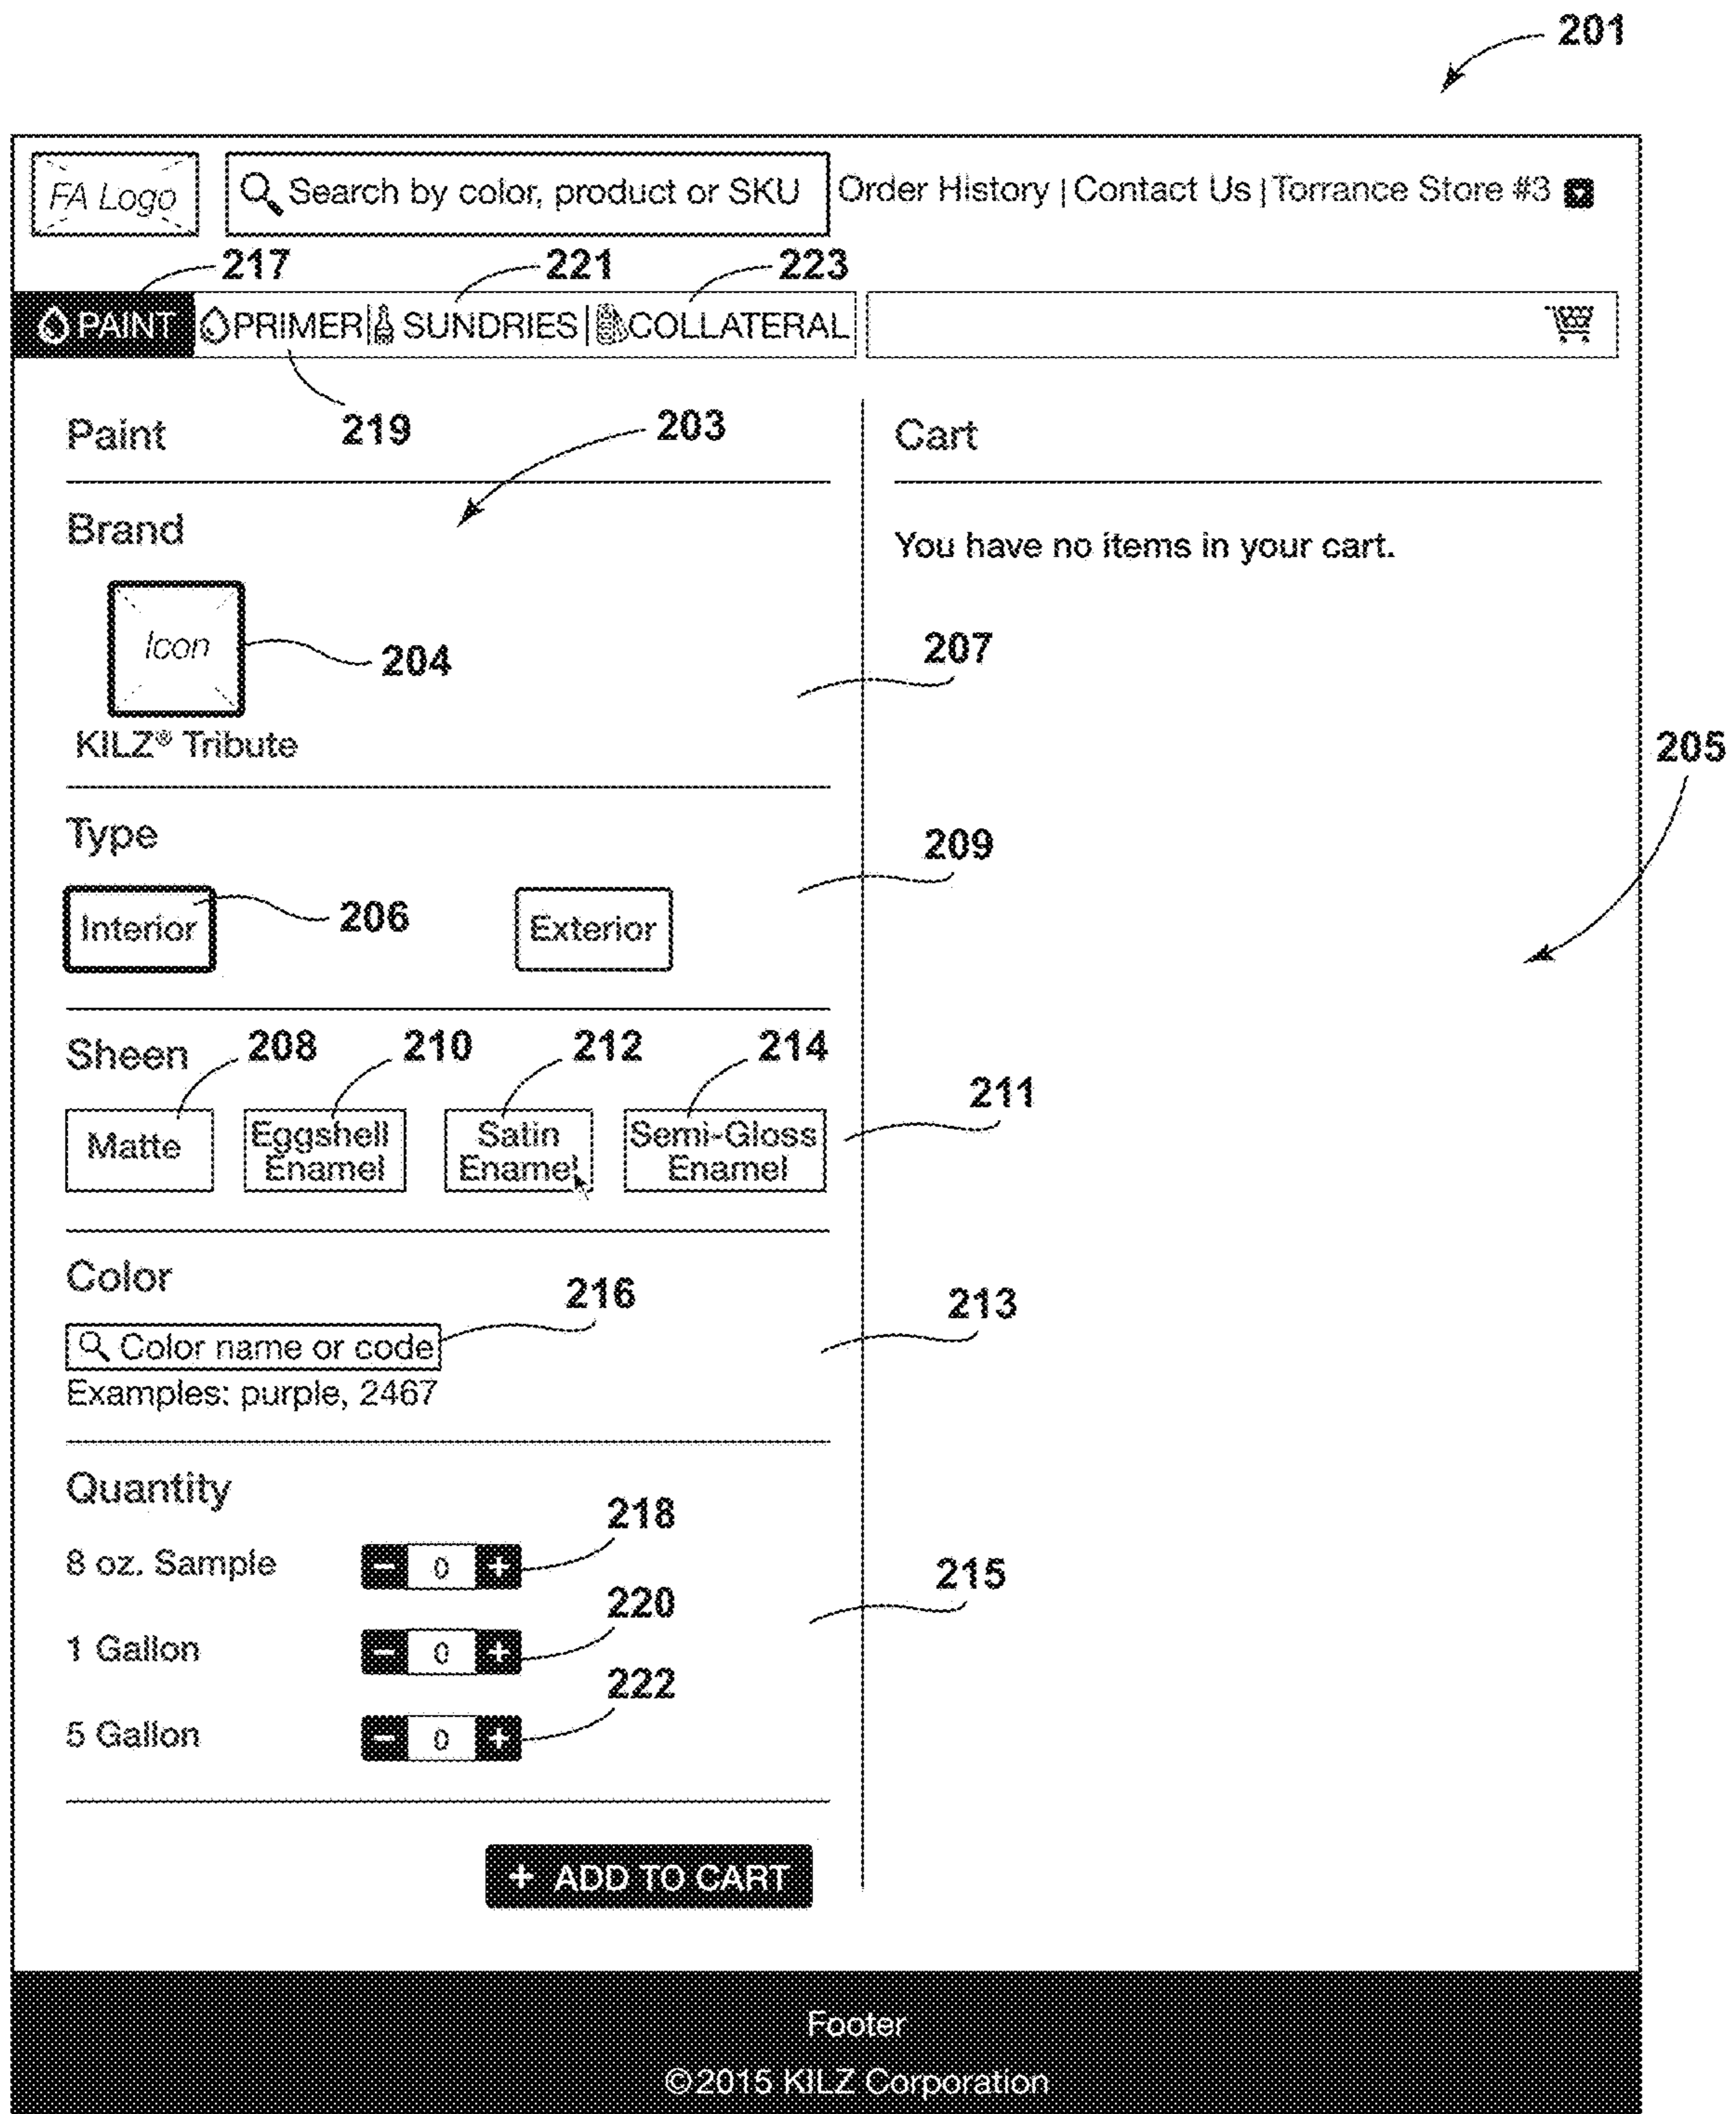 201
FA Logo
Search by color, product or SKU
Order History | Contact Us | Torrance Store #3
217
221
223
PAINT
PRIMER | SUNDRIES | COLLATERAL
219
203
Paint
Cart
Brand
You have no items in your cart.
Icon
204
207
KILZ® Tribute
205
Type
209
Interior
206
Exterior
Sheen
208
210
212
214
211
Matte
Eggshell
Enamel
Satin
Enamel
Semi-Gloss
Enamel
Color
216
213
Color name or code
Examples: purple, 2467
Quantity
218
8 oz. Sample
- 0 +
215
220
1 Gallon
- 0 +
222
5 Gallon
- 0 +
+ ADD TO CART
Footer
©2015 KILZ Corporation